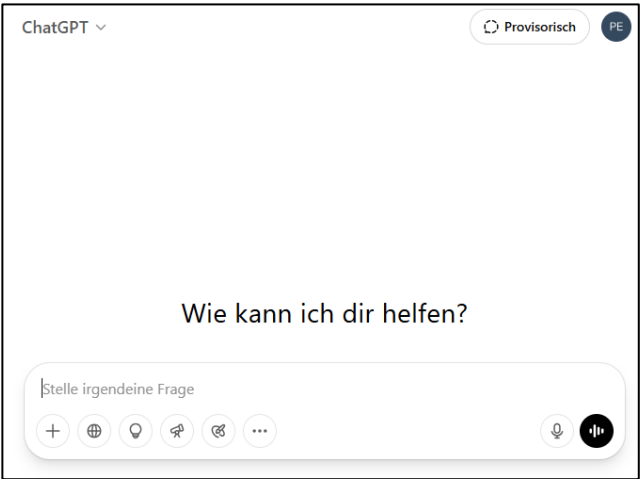 ChatGPT
Provisorisch
PE
Wie kann ich dir helfen?
Stelle irgendeine Frage